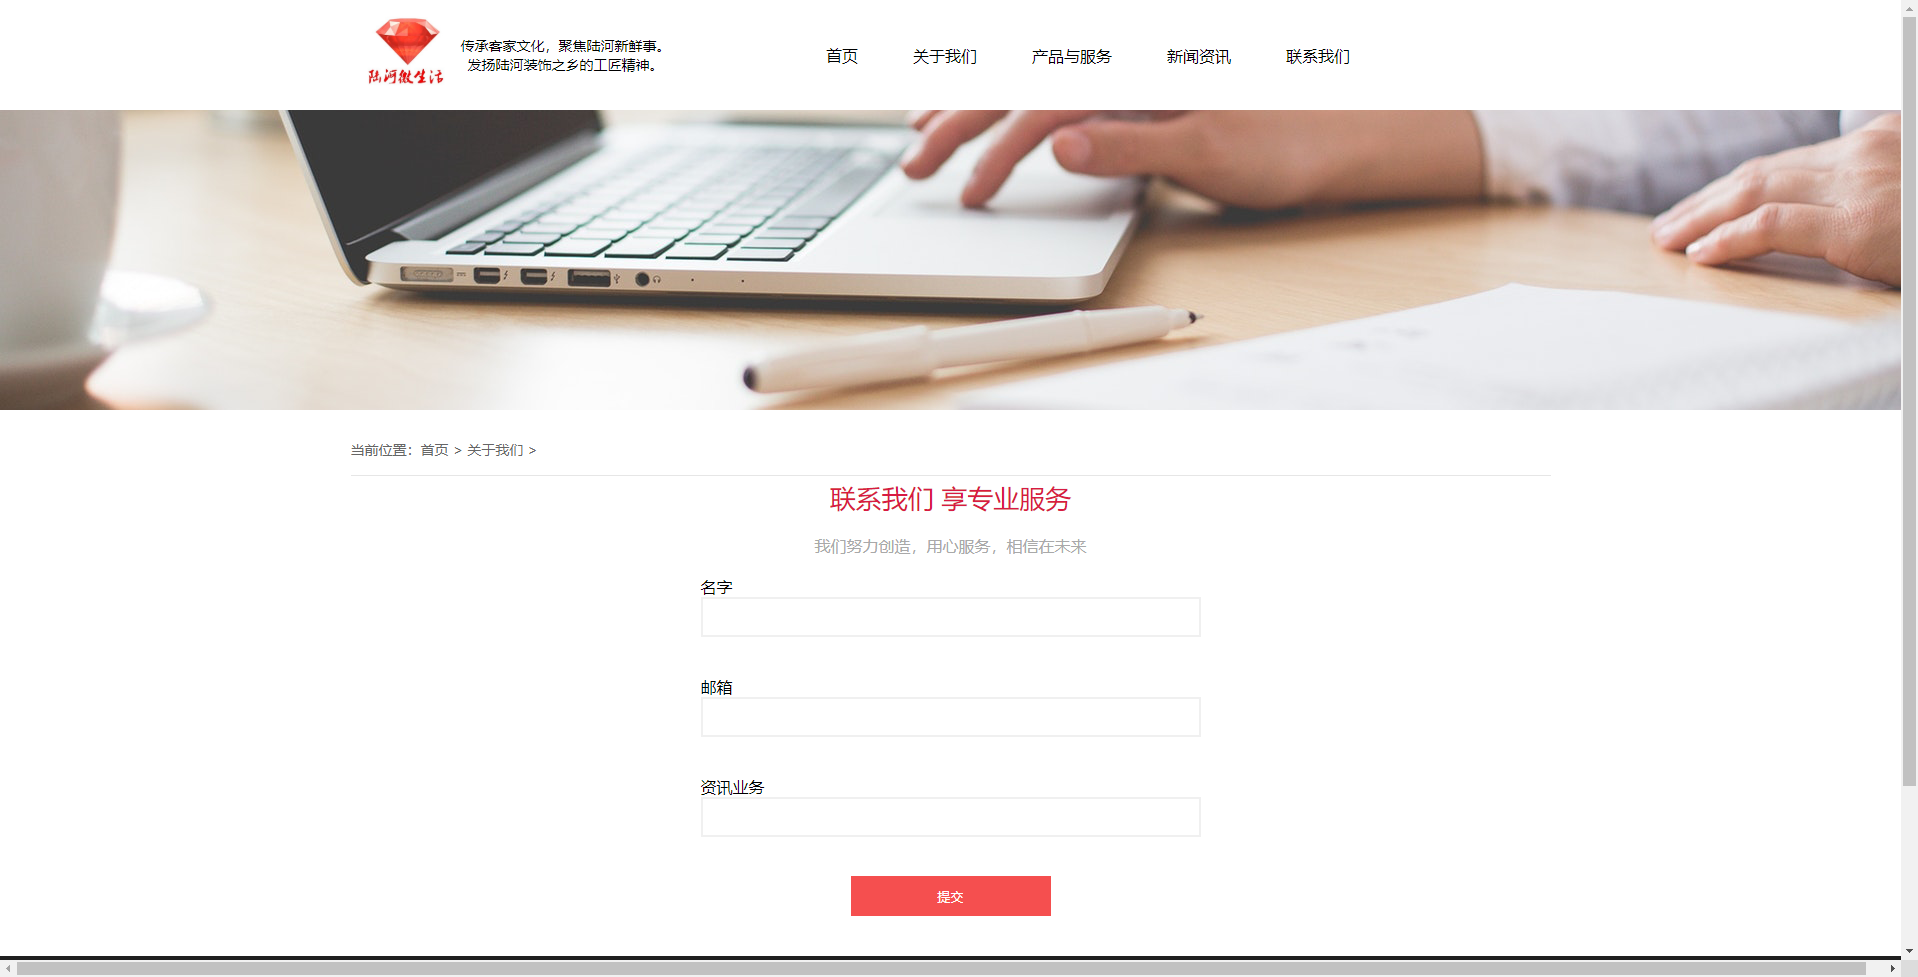 陆河微生活
传承客家文化，聚焦陆河新鲜事。
发扬陆河装饰之乡的工匠精神。
首页 关于我们 产品与服务 新闻资讯 联系我们
当前位置：首页 > 关于我们 >
联系我们 享专业服务
我们努力创造，用心服务，相信在未来
名字
邮箱
资讯业务
提交